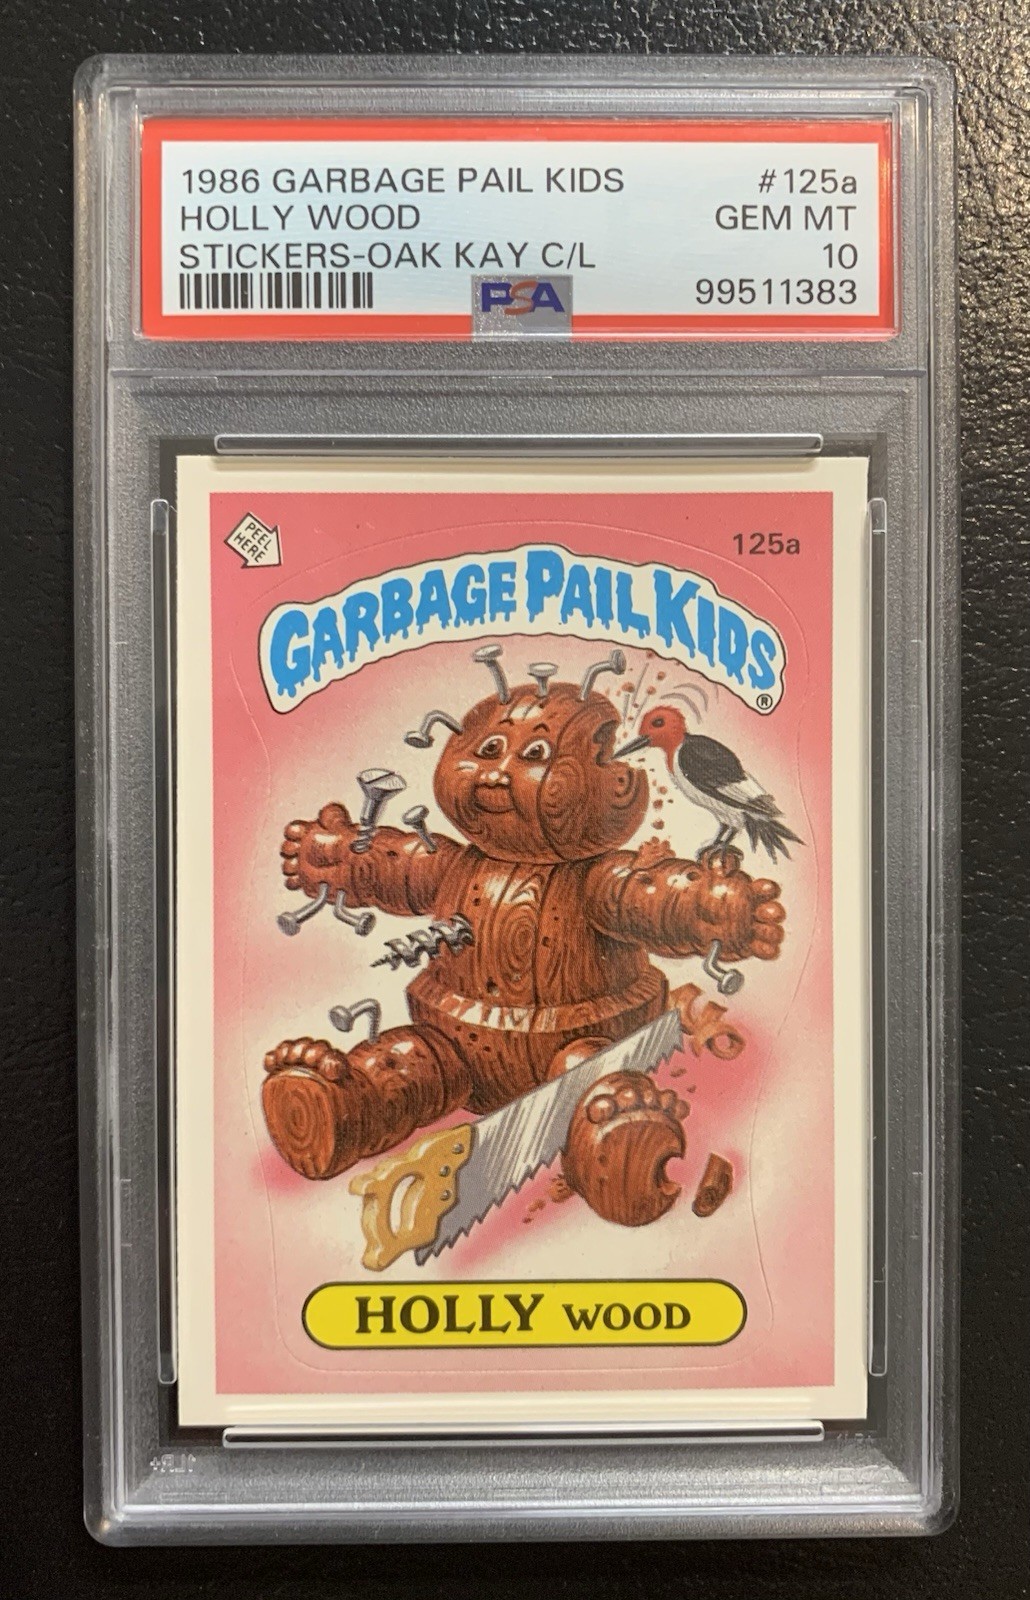 1986 GARBAGE PAIL KIDS #125a
HOLLY WOOD GEM MT
STICKERS-OAK KAY C/L 10
PSA 99511383
PEEL
HERE
125a
GARBAGE PAIL KIDS
®
HOLLY WOOD